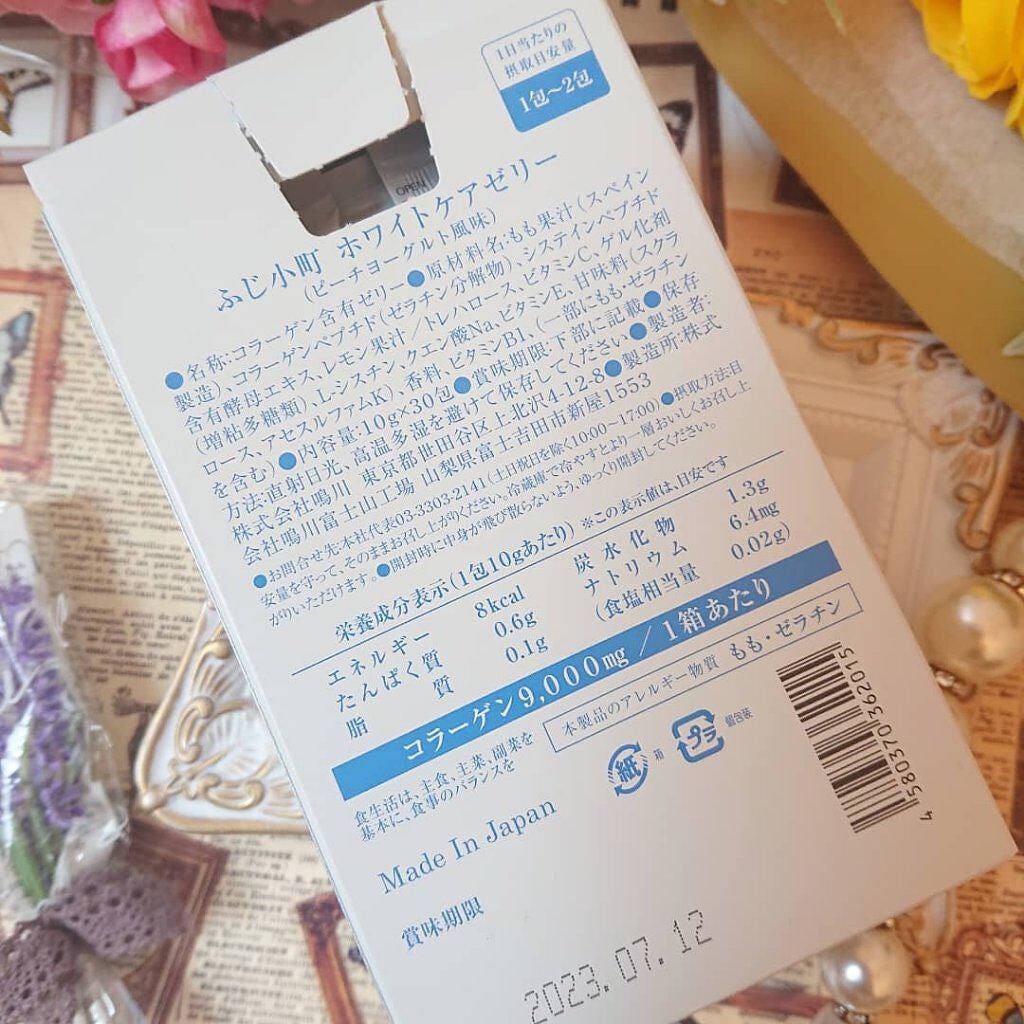 1日当たりの
摂取目安量
1包~2包
OPEN
ふじ小町 ホワイトケアゼリー
(ピーチヨーグルト風味)
●名称:コラーゲン含有ゼリー●原材料名:もも果汁(スペイン
製造)、コラーゲンペプチド(ゼラチン分解物)、システインペプチド
含有酵母エキス、レモン果汁/トレハロース、ビタミンC、ゲル化剤
(増粘多糖類)、L-シスチン、クエン酸Na、ビタミンE、甘味料(スクラ
ロース、アセスルファムK)、香料、ビタミンB1、(一部にもも・ゼラチン
を含む)●内容量:10g×30包●賞味期限:下部に記載●保存
方法:直射日光、高温多湿を避けて保存してください●製造者:
株式会社鳴川 東京都世田谷区上北沢4-12-8●製造所:株式
会社鳴川富士山工場 山梨県富士吉田市新屋1553
●お問合せ先:本社代表03-3303-2141(土日祝日を除く10:00~17:00)●摂取方法:目
安量を守って、そのままお召し上がりください。冷蔵庫で冷やすとより一層おいしくお召し上
がりいただけます。●開封時に中身が飛び散らないよう、ゆっくり開封してください。
栄養成分表示(1包10gあたり) ※この表示値は、目安です
エネルギー 8kcal 炭水化物 1.3g
たんぱく質 0.6g ナトリウム 6.4mg
脂質 0.1g (食塩相当量 0.02g)
コラーゲン9,000mg/1箱あたり
本製品のアレルギー物質 もも・ゼラチン
食生活は、主食、主菜、副菜を
基本に、食事のバランスを
紙 箱 プラ 個包装
4580370362015
Made In Japan
賞味期限
2023.07.12